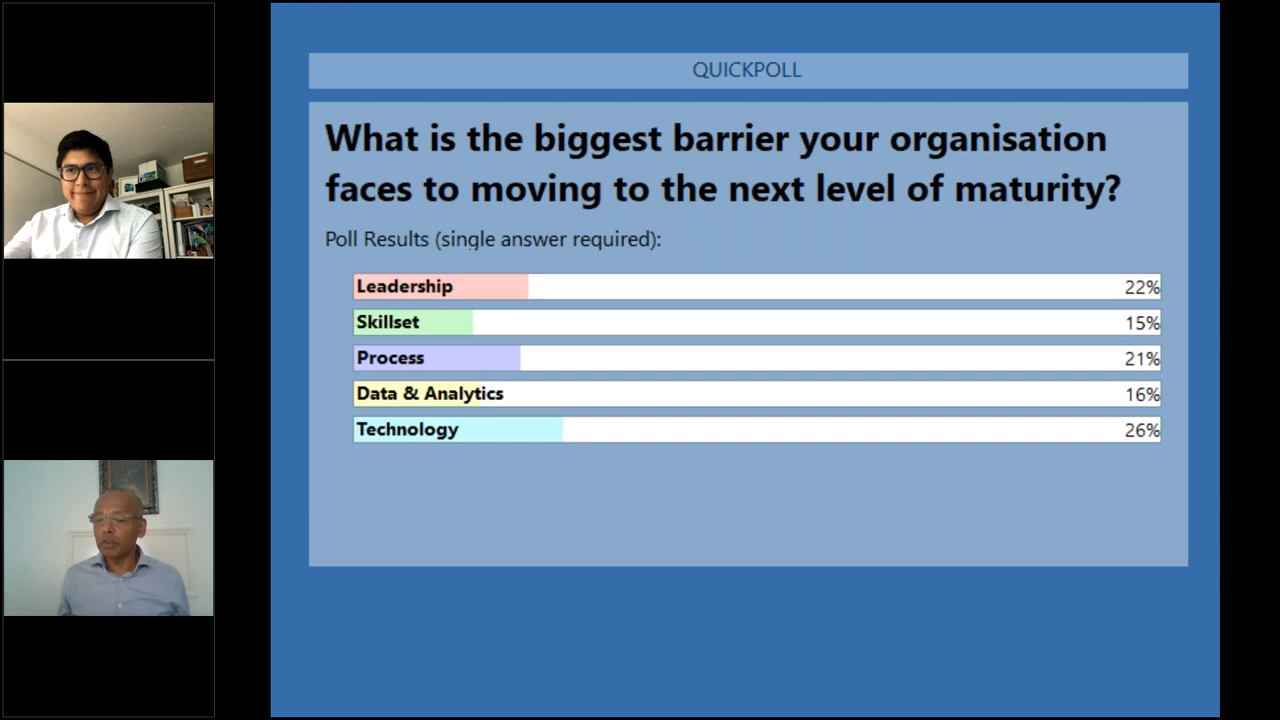 QUICKPOLL
What is the biggest barrier your organisation
faces to moving to the next level of maturity?
Poll Results (single answer required):
Leadership 22%
Skillset 15%
Process 21%
Data & Analytics 16%
Technology 26%